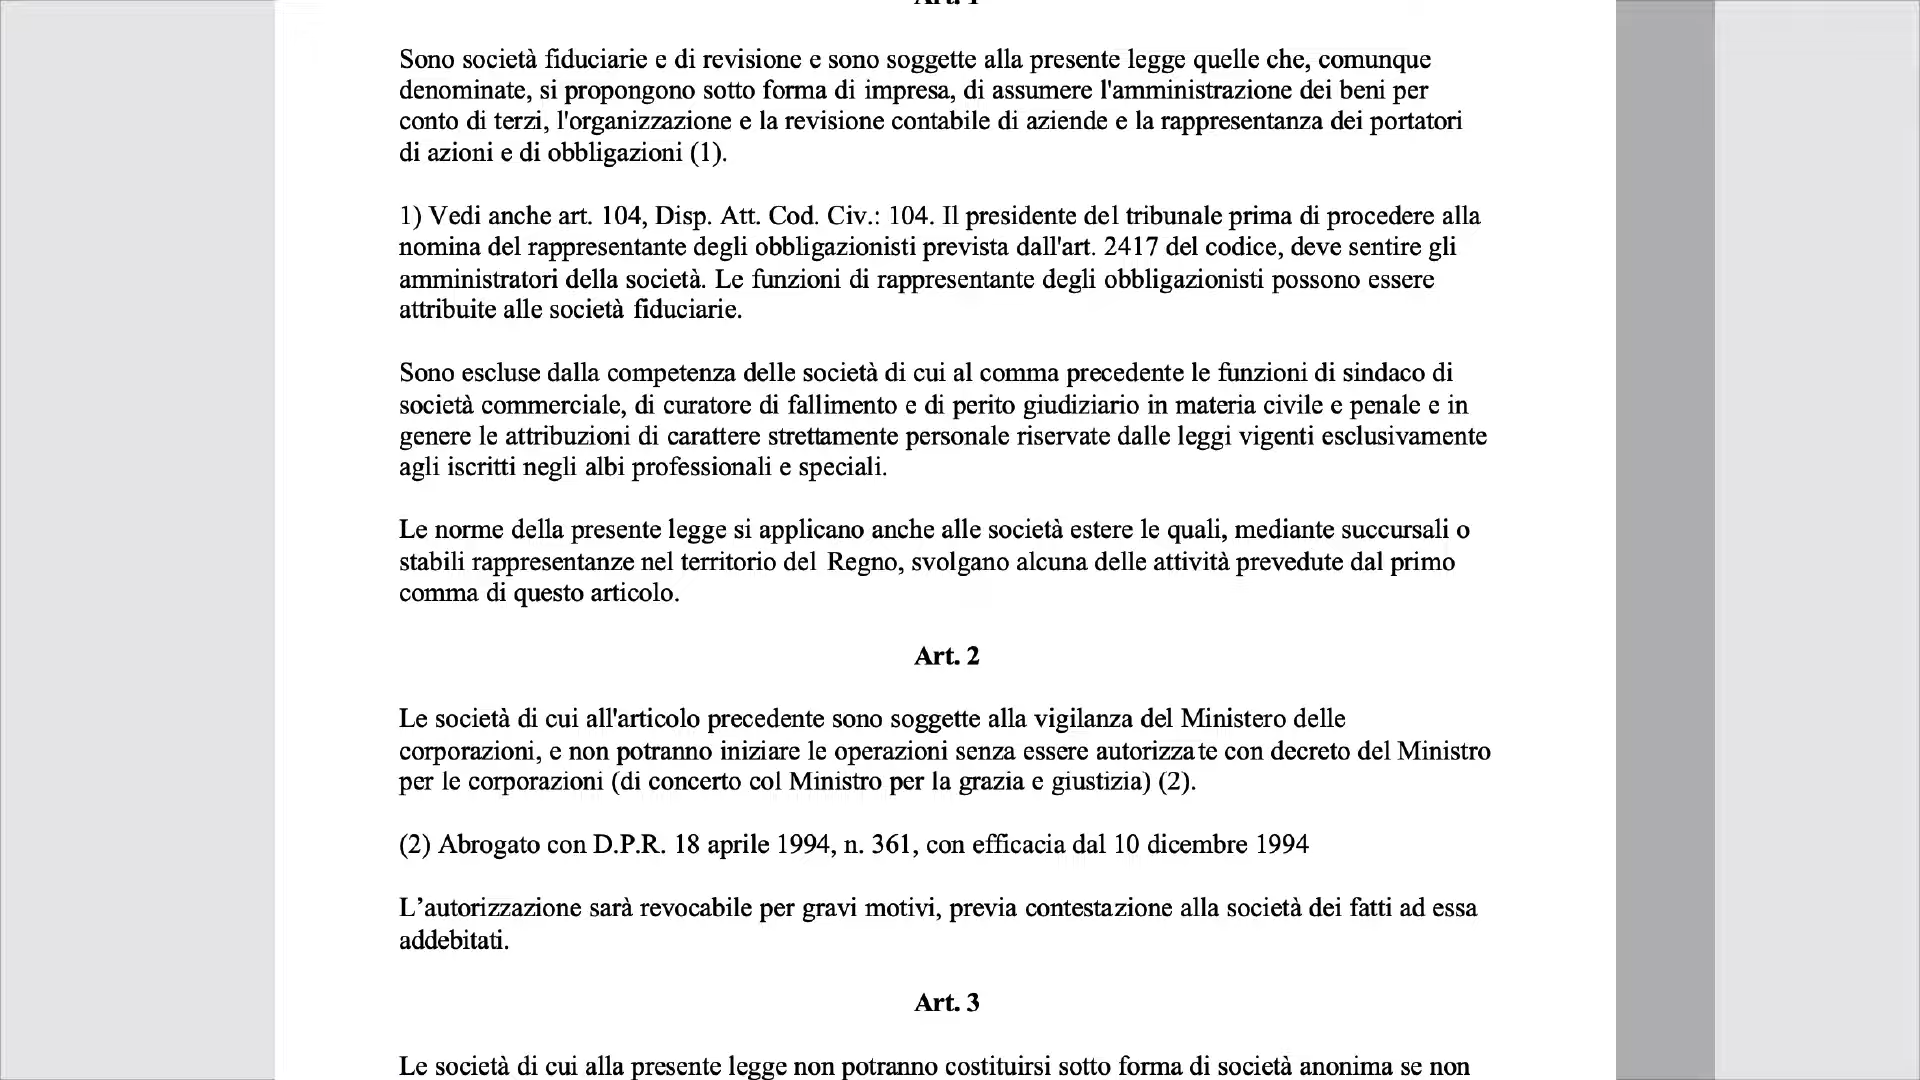 Art. 1
Sono società fiduciarie e di revisione e sono soggette alla presente legge quelle che, comunque
denominate, si propongono sotto forma di impresa, di assumere l'amministrazione dei beni per
conto di terzi, l'organizzazione e la revisione contabile di aziende e la rappresentanza dei portatori
di azioni e di obbligazioni (1).
1) Vedi anche art. 104, Disp. Att. Cod. Civ.: 104. Il presidente del tribunale prima di procedere alla
nomina del rappresentante degli obbligazionisti prevista dall'art. 2417 del codice, deve sentire gli
amministratori della società. Le funzioni di rappresentante degli obbligazionisti possono essere
attribuite alle società fiduciarie.
Sono escluse dalla competenza delle società di cui al comma precedente le funzioni di sindaco di
società commerciale, di curatore di fallimento e di perito giudiziario in materia civile e penale e in
genere le attribuzioni di carattere strettamente personale riservate dalle leggi vigenti esclusivamente
agli iscritti negli albi professionali e speciali.
Le norme della presente legge si applicano anche alle società estere le quali, mediante succursali o
stabili rappresentanze nel territorio del Regno, svolgano alcuna delle attività prevedute dal primo
comma di questo articolo.
Art. 2
Le società di cui all'articolo precedente sono soggette alla vigilanza del Ministero delle
corporazioni, e non potranno iniziare le operazioni senza essere autorizzate con decreto del Ministro
per le corporazioni (di concerto col Ministro per la grazia e giustizia) (2).
(2) Abrogato con D.P.R. 18 aprile 1994, n. 361, con efficacia dal 10 dicembre 1994
L’autorizzazione sarà revocabile per gravi motivi, previa contestazione alla società dei fatti ad essa
addebitati.
Art. 3
Le società di cui alla presente legge non potranno costituirsi sotto forma di società anonima se non